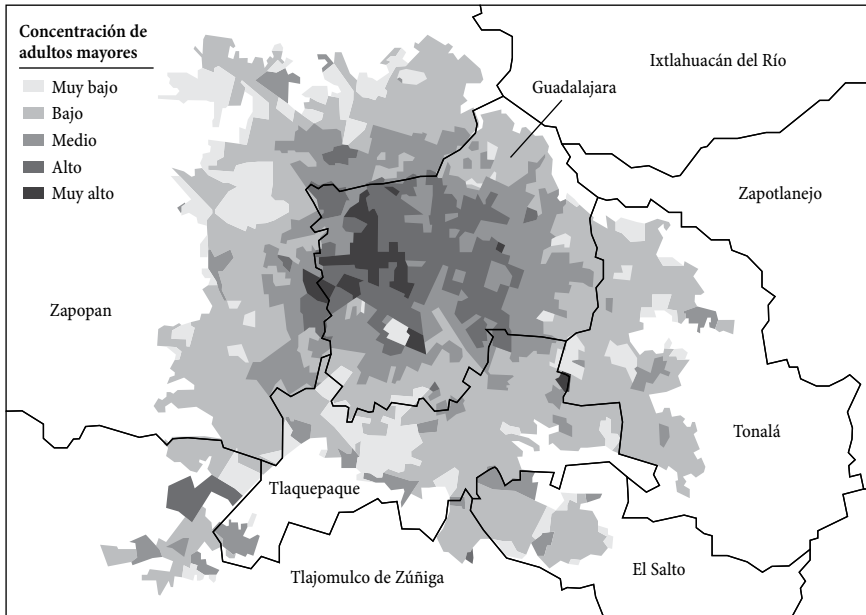 Concentración de
adultos mayores
Muy bajo
Bajo
Medio
Alto
Muy alto
Ixtlahuacán del Río
Guadalajara
Zapotlanejo
Zapopan
Tonalá
Tlaquepaque
El Salto
Tlajomulco de Zúñiga